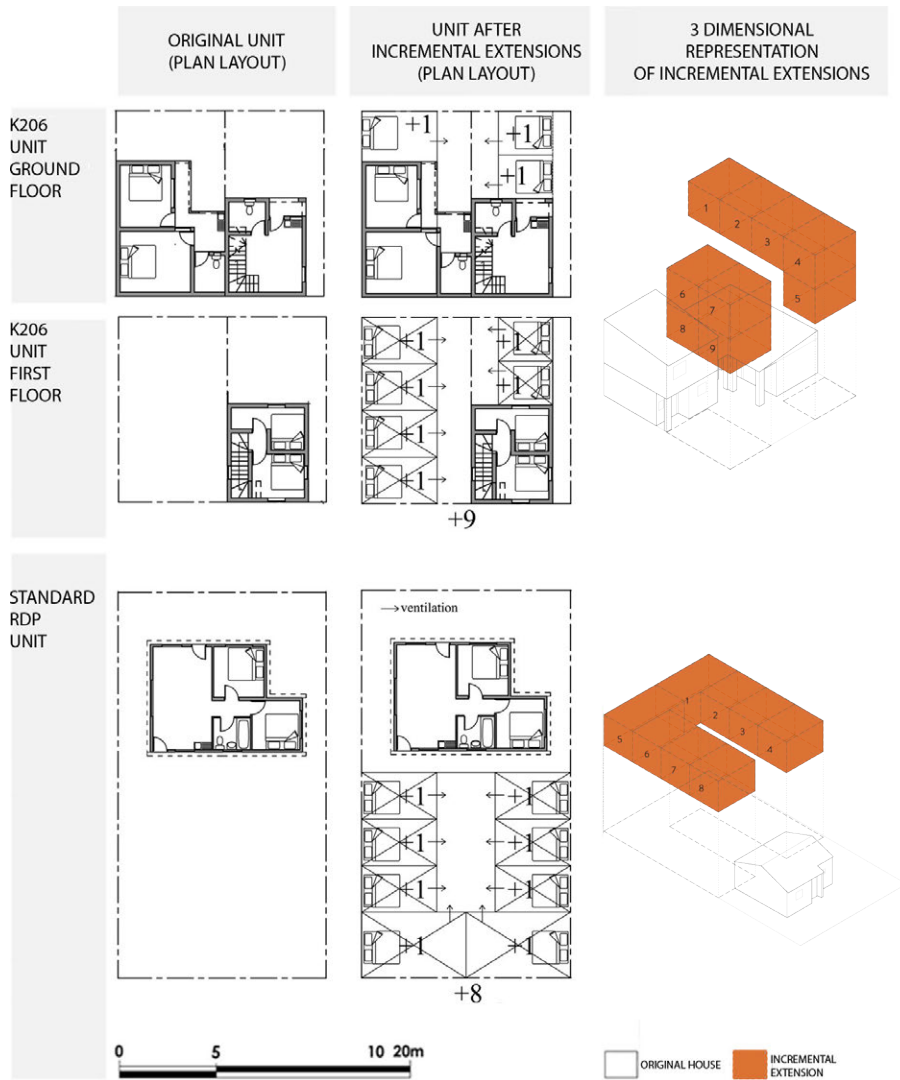 ORIGINAL UNIT
(PLAN LAYOUT)
UNIT AFTER
INCREMENTAL EXTENSIONS
(PLAN LAYOUT)
3 DIMENSIONAL
REPRESENTATION
OF INCREMENTAL EXTENSIONS
K206
UNIT
GROUND
FLOOR
+1
+1
+1
1
2
3
4
5
6
7
8
9
K206
UNIT
FIRST
FLOOR
+1
+1
+1
+1
+1
+1
+9
STANDARD
RDP
UNIT
→ventilation
+1
+1
+1
+1
+1
+1
+1
+1
+8
1
2
3
4
5
6
7
8
0 5 10 20m
ORIGINAL HOUSE
INCREMENTAL
EXTENSION